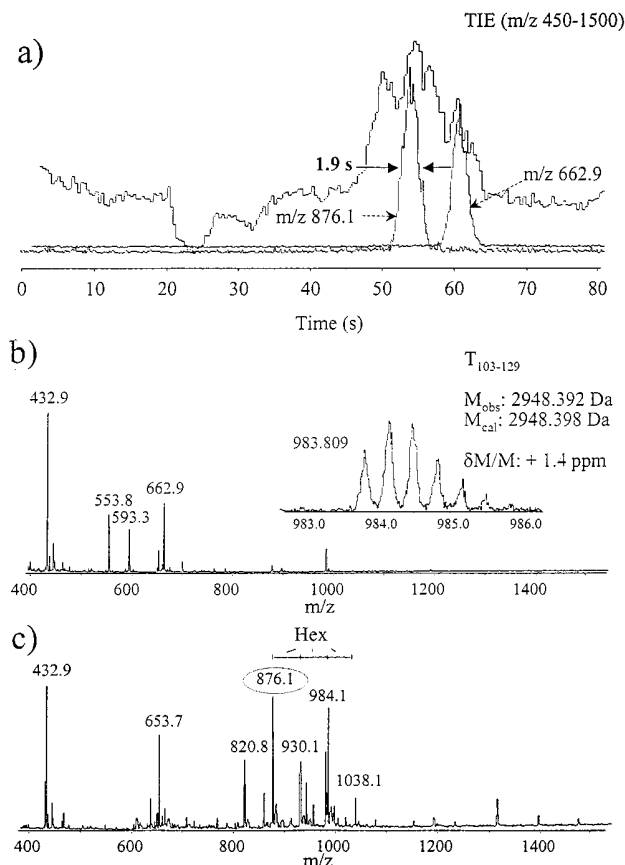 TIE (m/z 450-1500)
a)
1.9 s
m/z 662.9
m/z 876.1
0 10 20 30 40 50 60 70 80
Time (s)
b)
T103-129
432.9
Mobs: 2948.392 Da
Mcal: 2948.398 Da
983.809
δM/M: + 1.4 ppm
553.8
593.3
662.9
983.0 984.0 985.0 986.0
400 600 800 1000 1200 1400
m/z
c)
Hex
432.9
876.1
984.1
653.7
820.8
930.1
1038.1
400 600 800 1000 1200 1400
m/z